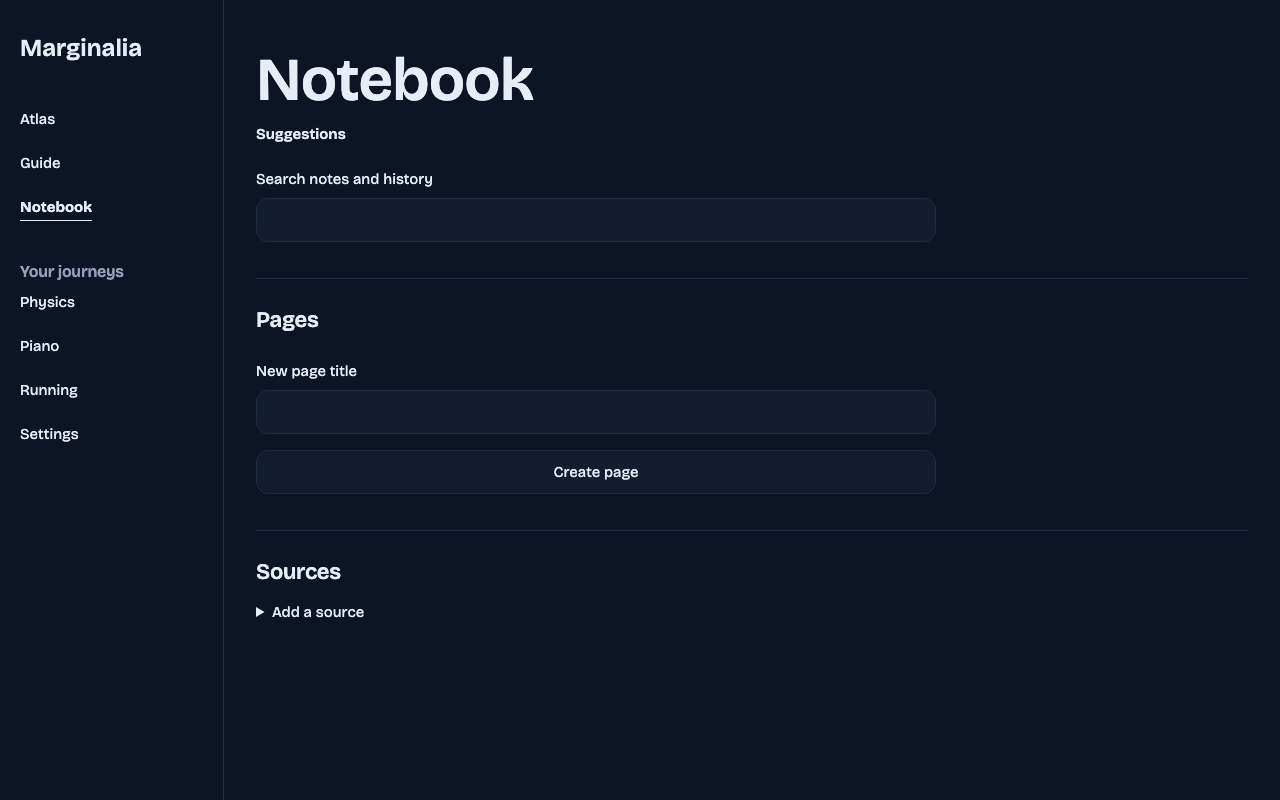 Marginalia
Atlas
Guide
Notebook
Your journeys
Physics
Piano
Running
Settings
Notebook
Suggestions
Search notes and history
Pages
New page title
Create page
Sources
Add a source